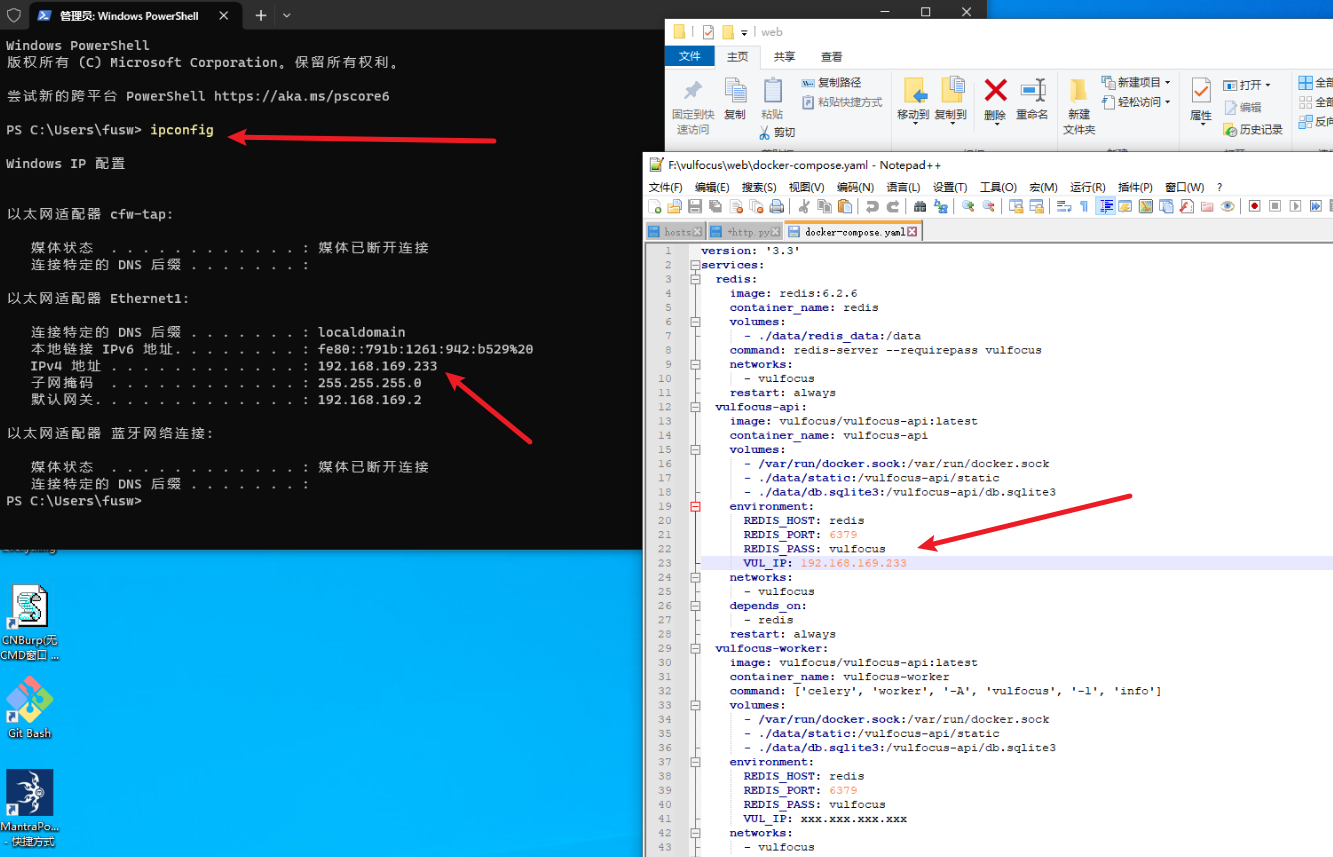 管理员: Windows PowerShell
Windows PowerShell
版权所有 (C) Microsoft Corporation。保留所有权利。
尝试新的跨平台 PowerShell https://aka.ms/pscore6
PS C:\Users\fusw> ipconfig
Windows IP 配置
以太网适配器 cfw-tap:
媒体状态 . . . . . . . . . . . . : 媒体已断开连接
连接特定的 DNS 后缀 . . . . . . . :
以太网适配器 Ethernet1:
连接特定的 DNS 后缀 . . . . . . . : localdomain
本地链接 IPv6 地址. . . . . . . . : fe80::791b:1261:942:b529%20
IPv4 地址 . . . . . . . . . . . . : 192.168.169.233
子网掩码 . . . . . . . . . . . . : 255.255.255.0
默认网关. . . . . . . . . . . . . : 192.168.169.2
以太网适配器 蓝牙网络连接:
媒体状态 . . . . . . . . . . . . : 媒体已断开连接
连接特定的 DNS 后缀 . . . . . . . :
PS C:\Users\fusw>
CNBurp(无
CMD窗口 ...
Git Bash
MantraPo...
- 快捷方式
web
文件 主页 共享 查看
固定到快
速访问
复制
粘贴
复制路径
粘贴快捷方式
剪切
移动到 复制到 删除 重命名
新建
文件夹
新建项目
轻松访问
属性
打开
编辑
历史记录
全部
全部
反向
F:\vulfocus\web\docker-compose.yaml - Notepad++
文件(F) 编辑(E) 搜索(S) 视图(V) 编码(N) 语言(L) 设置(T) 工具(O) 宏(M) 运行(R) 插件(P) 窗口(W) ?
hosts *http.py docker-compose.yaml
1 version: '3.3'
2 services:
3 redis:
4 image: redis:6.2.6
5 container_name: redis
6 volumes:
7 - ./data/redis_data:/data
8 command: redis-server --requirepass vulfocus
9 networks:
10 - vulfocus
11 restart: always
12 vulfocus-api:
13 image: vulfocus/vulfocus-api:latest
14 container_name: vulfocus-api
15 volumes:
16 - /var/run/docker.sock:/var/run/docker.sock
17 - ./data/static:/vulfocus-api/static
18 - ./data/db.sqlite3:/vulfocus-api/db.sqlite3
19 environment:
20 REDIS_HOST: redis
21 REDIS_PORT: 6379
22 REDIS_PASS: vulfocus
23 VUL_IP: 192.168.169.233
24 networks:
25 - vulfocus
26 depends_on:
27 - redis
28 restart: always
29 vulfocus-worker:
30 image: vulfocus/vulfocus-api:latest
31 container_name: vulfocus-worker
32 command: ['celery', 'worker', '-A', 'vulfocus', '-l', 'info']
33 volumes:
34 - /var/run/docker.sock:/var/run/docker.sock
35 - ./data/static:/vulfocus-api/static
36 - ./data/db.sqlite3:/vulfocus-api/db.sqlite3
37 environment:
38 REDIS_HOST: redis
39 REDIS_PORT: 6379
40 REDIS_PASS: vulfocus
41 VUL_IP: xxx.xxx.xxx.xxx
42 networks:
43 - vulfocus